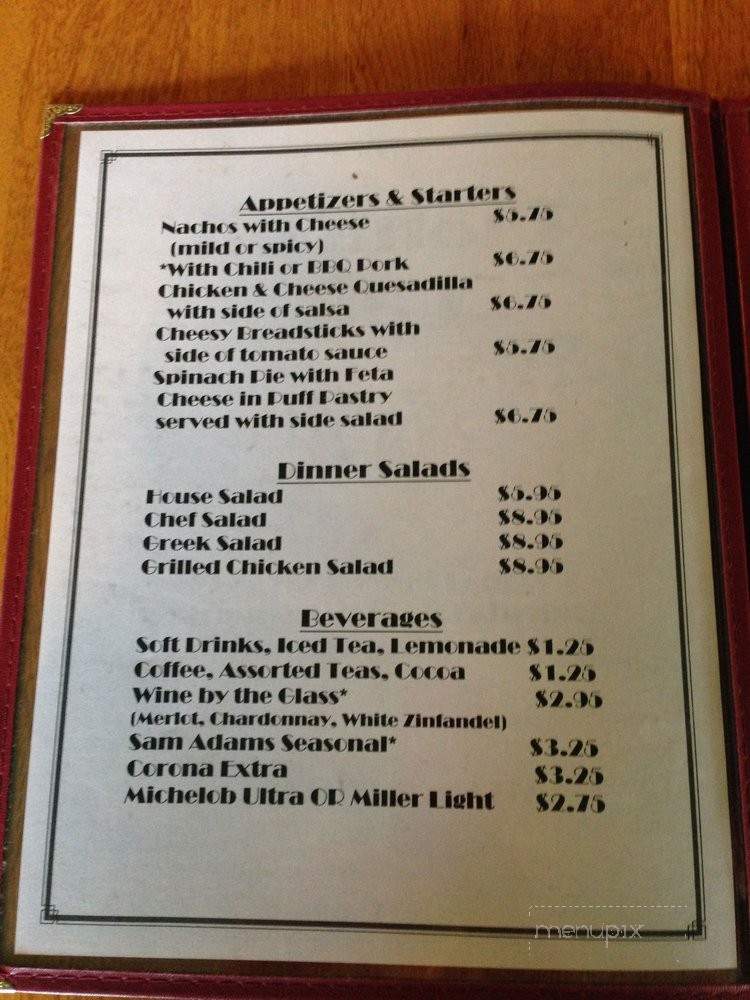 Appetizers & Starters
Nachos with Cheese $5.75
(mild or spicy)
*With Chili or BBQ Pork $6.75
Chicken & Cheese Quesadilla
with side of salsa $6.75
Cheesy Breadsticks with
side of tomato sauce $5.75
Spinach Pie with Feta
Cheese in Puff Pastry
served with side salad $6.75
Dinner Salads
House Salad $5.95
Chef Salad $8.95
Greek Salad $8.95
Grilled Chicken Salad $8.95
Beverages
Soft Drinks, Iced Tea, Lemonade $1.25
Coffee, Assorted Teas, Cocoa $1.25
Wine by the Glass* $2.95
(Merlot, Chardonnay, White Zinfandel)
Sam Adams Seasonal* $3.25
Corona Extra $3.25
Michelob Ultra OR Miller Light $2.75
menupix